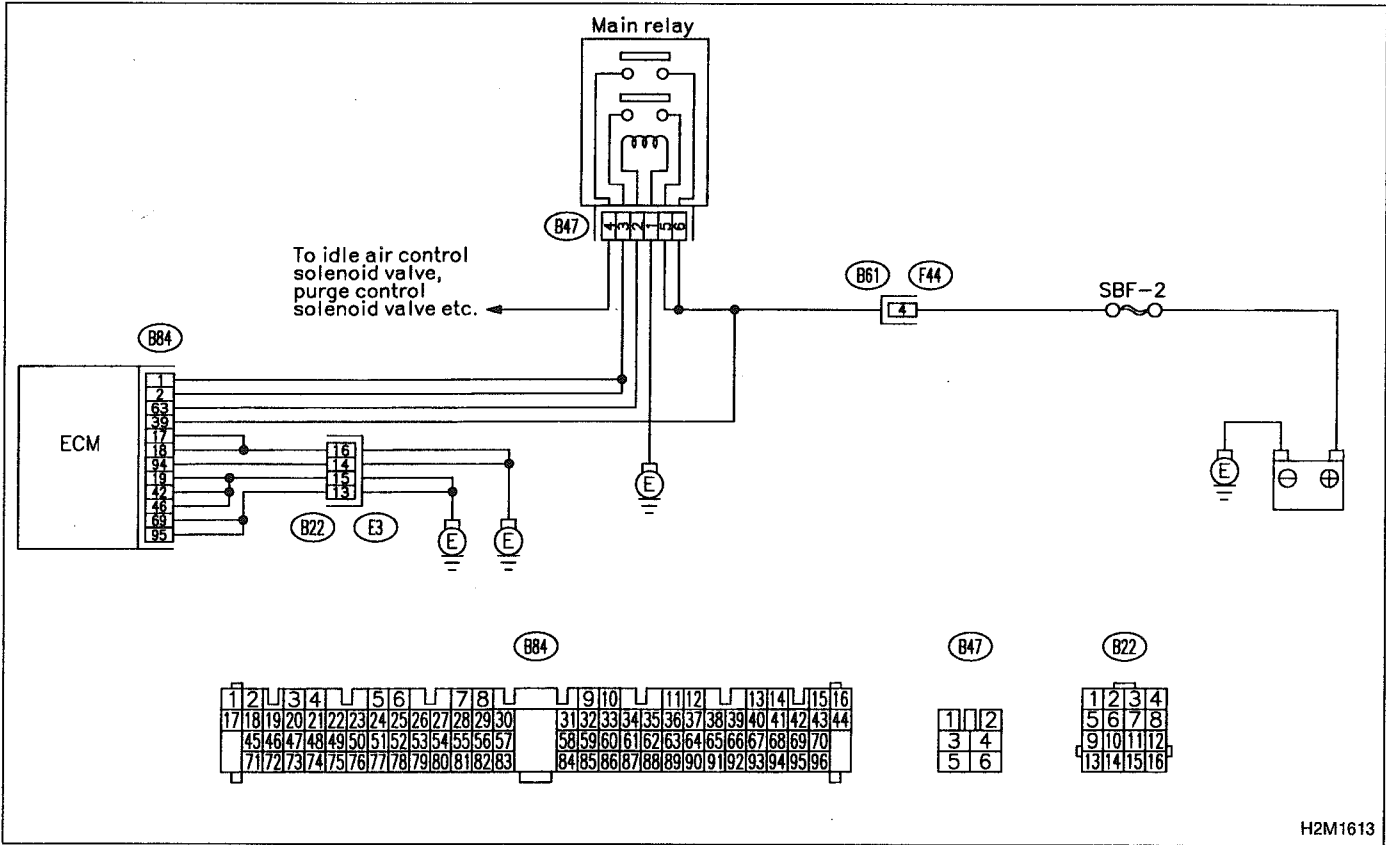 Main relay
B47
4 3 2 1 5 6
To idle air control
solenoid valve,
purge control
solenoid valve etc.
B61 F44
4
SBF-2
B84
ECM
1
2
63
39
17
18
94
19
42
46
69
95
16
14
15
13
B22 E3
E
E
E
E
B84
1 2 3 4 5 6 7 8 9 10 11 12 13 14 15 16
17 18 19 20 21 22 23 24 25 26 27 28 29 30 31 32 33 34 35 36 37 38 39 40 41 42 43 44
45 46 47 48 49 50 51 52 53 54 55 56 57 58 59 60 61 62 63 64 65 66 67 68 69 70
71 72 73 74 75 76 77 78 79 80 81 82 83 84 85 86 87 88 89 90 91 92 93 94 95 96
B47
1 2
3 4
5 6
B22
1 2 3 4
5 6 7 8
9 10 11 12
13 14 15 16
H2M1613